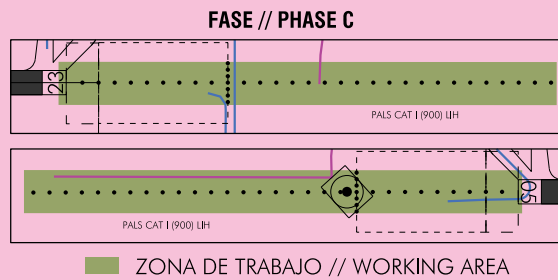 FASE // PHASE C
23
PALS CAT I (900) LIH
05
PALS CAT I (900) LIH
ZONA DE TRABAJO // WORKING AREA